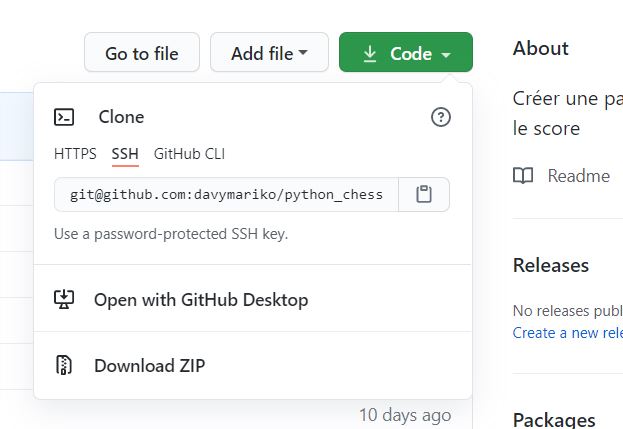 Go to file
Add file
Code
About
Créer une pa
le score
Readme
Clone
HTTPS SSH GitHub CLI
git@github.com:davymariko/python_chess
Use a password-protected SSH key.
Releases
No releases publ
Create a new rele
Open with GitHub Desktop
Download ZIP
10 days ago
Packages